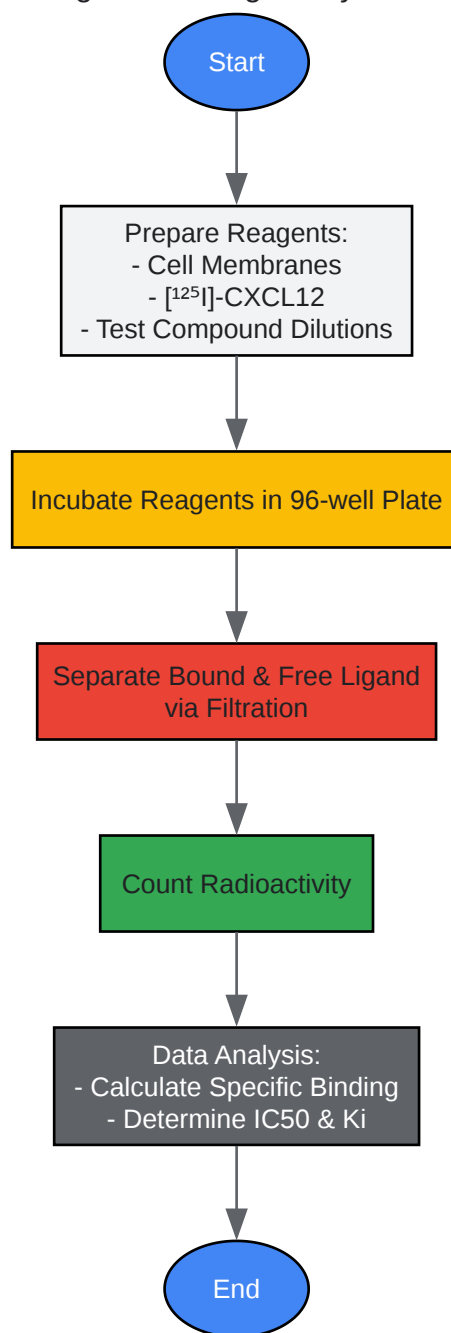 Start
Prepare Reagents:
- Cell Membranes
- [¹²⁵I]-CXCL12
- Test Compound Dilutions
Incubate Reagents in 96-well Plate
Separate Bound & Free Ligand
via Filtration
Count Radioactivity
Data Analysis:
- Calculate Specific Binding
- Determine IC50 & Ki
End